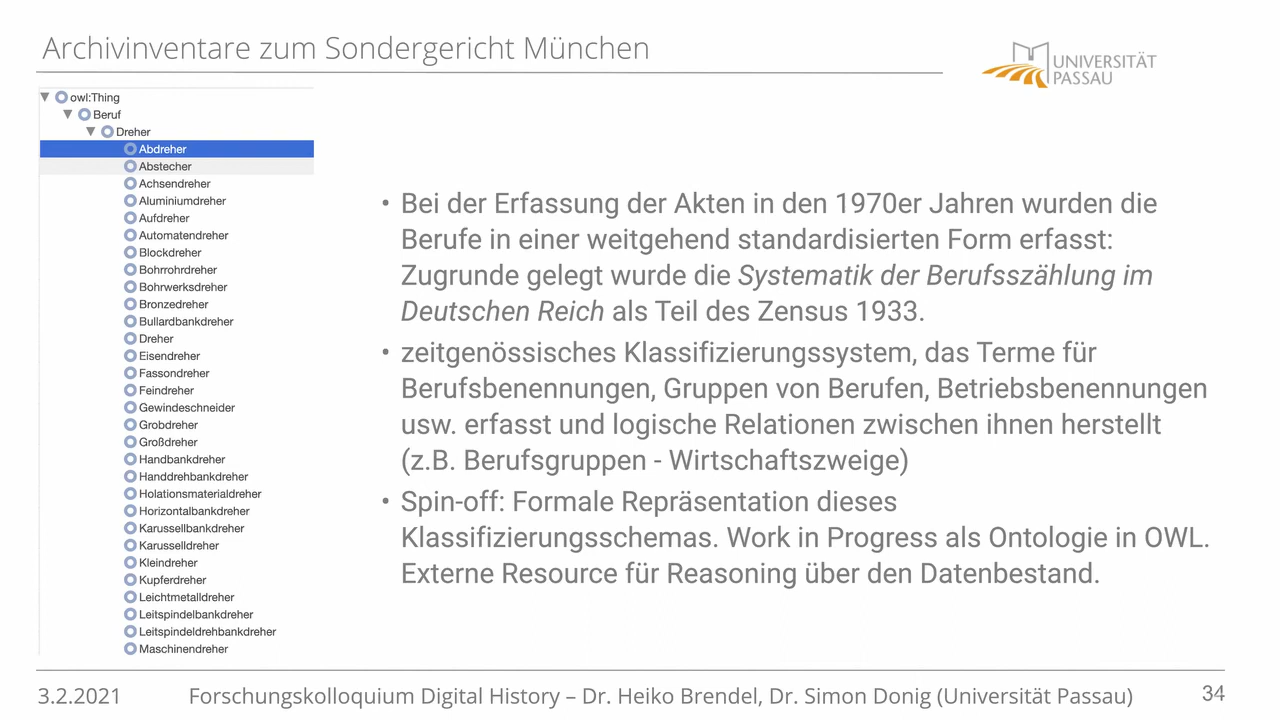 Archivinventare zum Sondergericht München
UNIVERSITÄT
PASSAU
owl:Thing
Beruf
Dreher
Abdreher
Abstecher
Achsendreher
Aluminiumdreher
Aufdreher
Automatendreher
Blockdreher
Bohrrohrdreher
Bohrwerksdreher
Bronzedreher
Bullardbankdreher
Dreher
Eisendreher
Fassondreher
Feindreher
Gewindeschneider
Grobdreher
Großdreher
Handbankdreher
Handdrehbankdreher
Holationsmaterialdreher
Horizontalbankdreher
Karussellbankdreher
Karusselldreher
Kleindreher
Kupferdreher
Leichtmetalldreher
Leitspindelbankdreher
Leitspindeldrehbankdreher
Maschinendreher
• Bei der Erfassung der Akten in den 1970er Jahren wurden die
Berufe in einer weitgehend standardisierten Form erfasst:
Zugrunde gelegt wurde die Systematik der Berufsszählung im
Deutschen Reich als Teil des Zensus 1933.
• zeitgenössisches Klassifizierungssystem, das Terme für
Berufsbenennungen, Gruppen von Berufen, Betriebsbenennungen
usw. erfasst und logische Relationen zwischen ihnen herstellt
(z.B. Berufsgruppen - Wirtschaftszweige)
• Spin-off: Formale Repräsentation dieses
Klassifizierungsschemas. Work in Progress als Ontologie in OWL.
Externe Resource für Reasoning über den Datenbestand.
3.2.2021 Forschungskolloquium Digital History – Dr. Heiko Brendel, Dr. Simon Donig (Universität Passau) 34